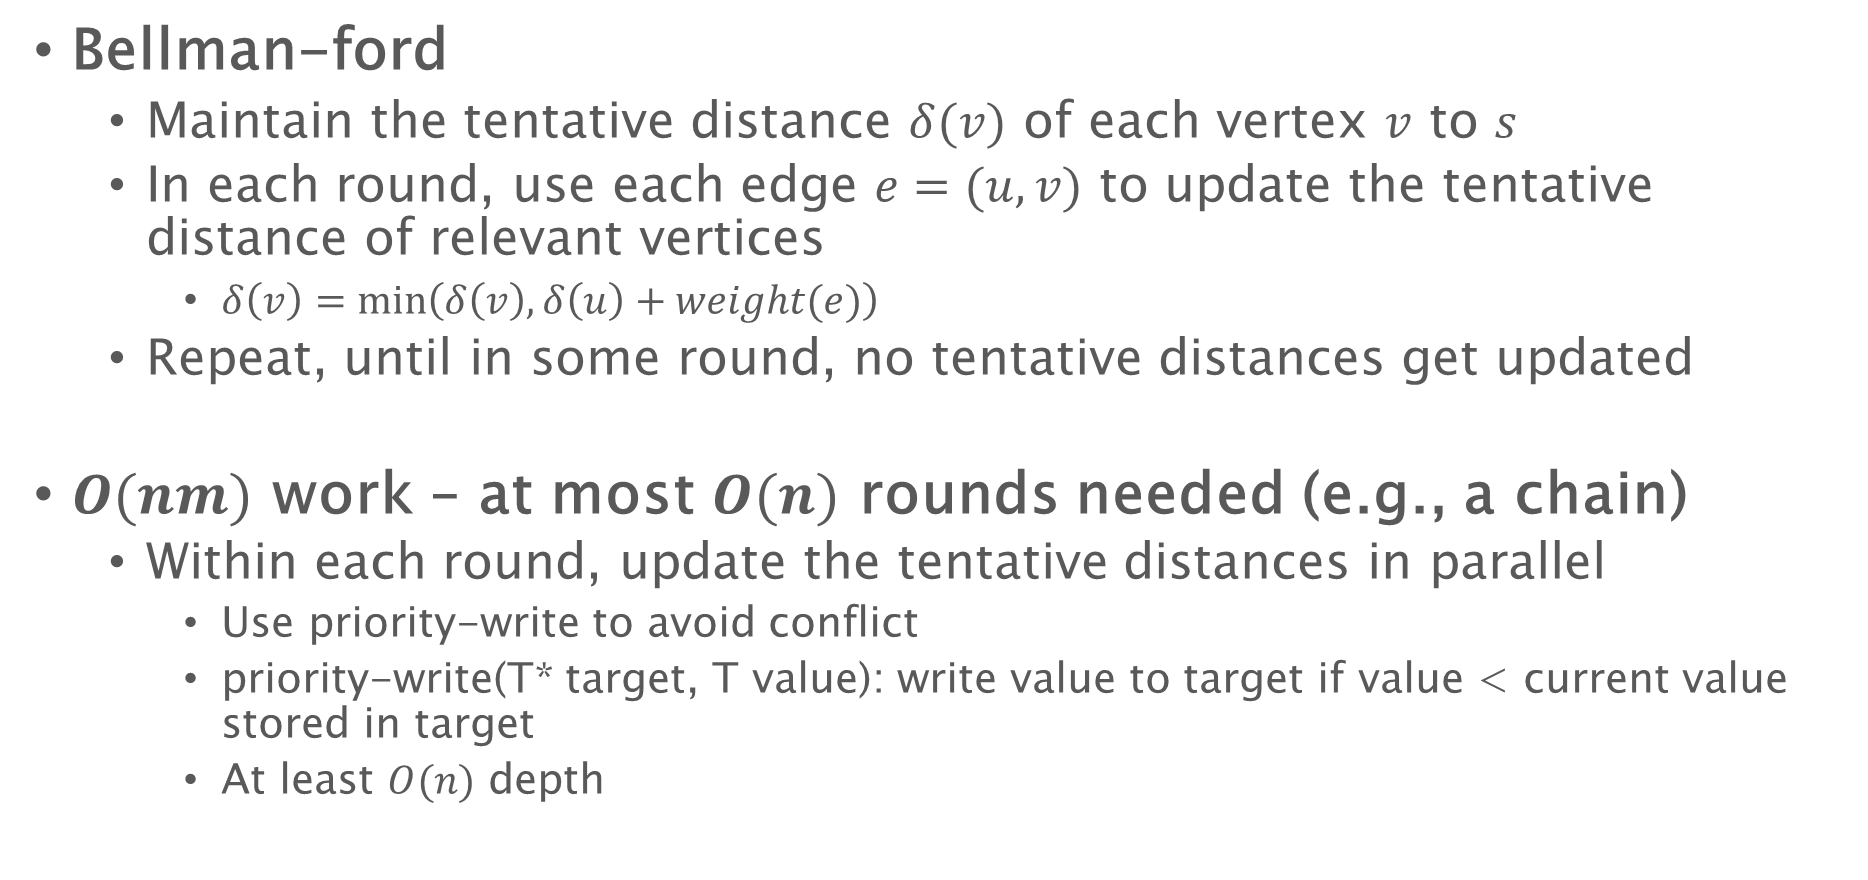 • Bellman–ford
• Maintain the tentative distance δ(v) of each vertex v to s
• In each round, use each edge e = (u, v) to update the tentative
distance of relevant vertices
• δ(v) = min(δ(v), δ(u) + weight(e))
• Repeat, until in some round, no tentative distances get updated
• O(nm) work – at most O(n) rounds needed (e.g., a chain)
• Within each round, update the tentative distances in parallel
• Use priority–write to avoid conflict
• priority–write(T* target, T value): write value to target if value < current value
stored in target
• At least O(n) depth